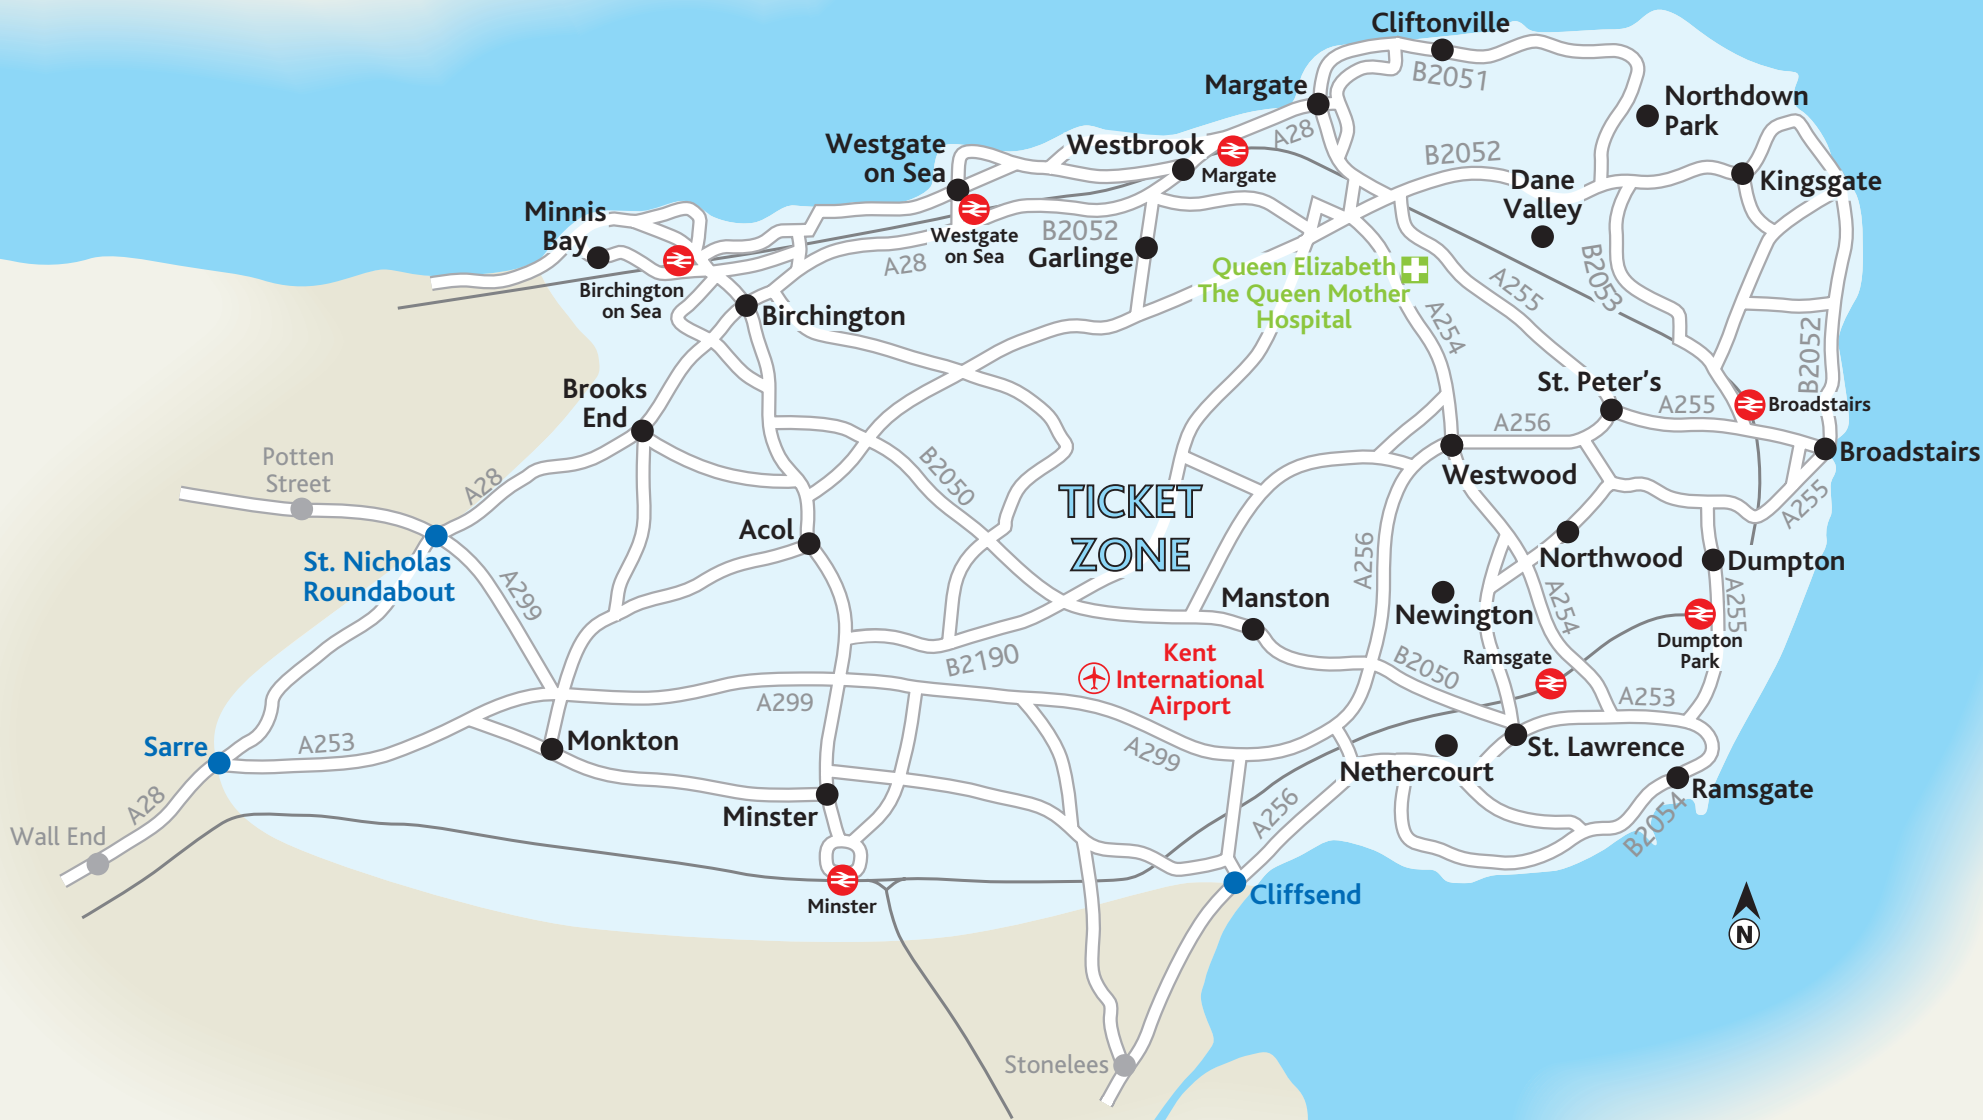 Cliftonville
B2051
Margate
Northdown
Park
A28
Westgate
on Sea
Westbrook
Margate
B2052
Dane
Valley
Kingsgate
Minnis
Bay
Westgate
on Sea
B2052
Garlinge
A28
Birchington
on Sea
Birchington
Queen Elizabeth
The Queen Mother
Hospital
A255
B2053
A254
B2052
Brooks
End
St. Peter's
A255
Broadstairs
A256
Broadstairs
Potten
Street
A28
B2050
Westwood
TICKET
ZONE
A255
Acol
St. Nicholas
Roundabout
A299
A256
Northwood
Dumpton
Manston
Newington
A254
A255
Dumpton
Park
B2190
Kent
International
Airport
B2050
Ramsgate
A299
A253
Sarre
A253
Monkton
A299
St. Lawrence
Nethercourt
Ramsgate
A28
Wall End
Minster
A256
B2054
Minster
Cliffsend
N
Stonelees